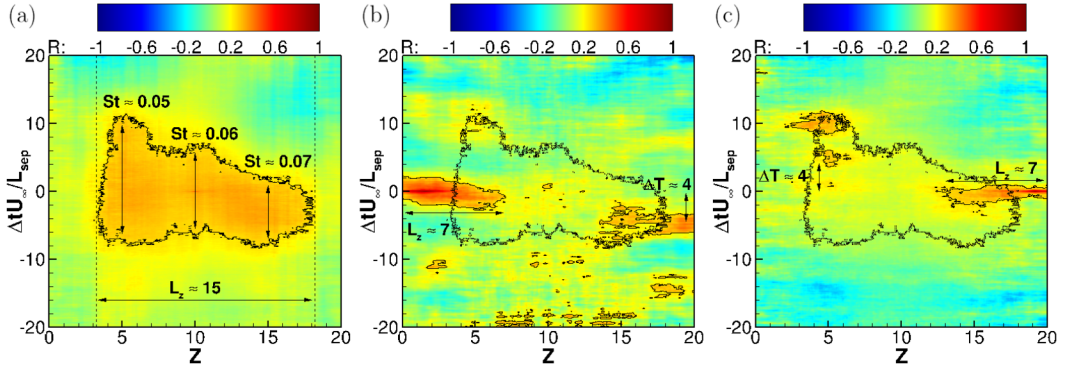 (a)
R: -1 -0.6 -0.2 0.2 0.6 1
20
10
0
-10
-20
ΔtU∞/Lsep
St ≈ 0.05
St ≈ 0.06
St ≈ 0.07
Lz ≈ 15
0 5 10 15 20
Z
(b)
R: -1 -0.6 -0.2 0.2 0.6 1
20
10
0
-10
-20
ΔtU∞/Lsep
ΔT ≈ 4
Lz ≈ 7
0 5 10 15 20
Z
(c)
R: -1 -0.6 -0.2 0.2 0.6 1
20
10
0
-10
-20
ΔtU∞/Lsep
Lz ≈ 7
ΔT ≈ 4
0 5 10 15 20
Z